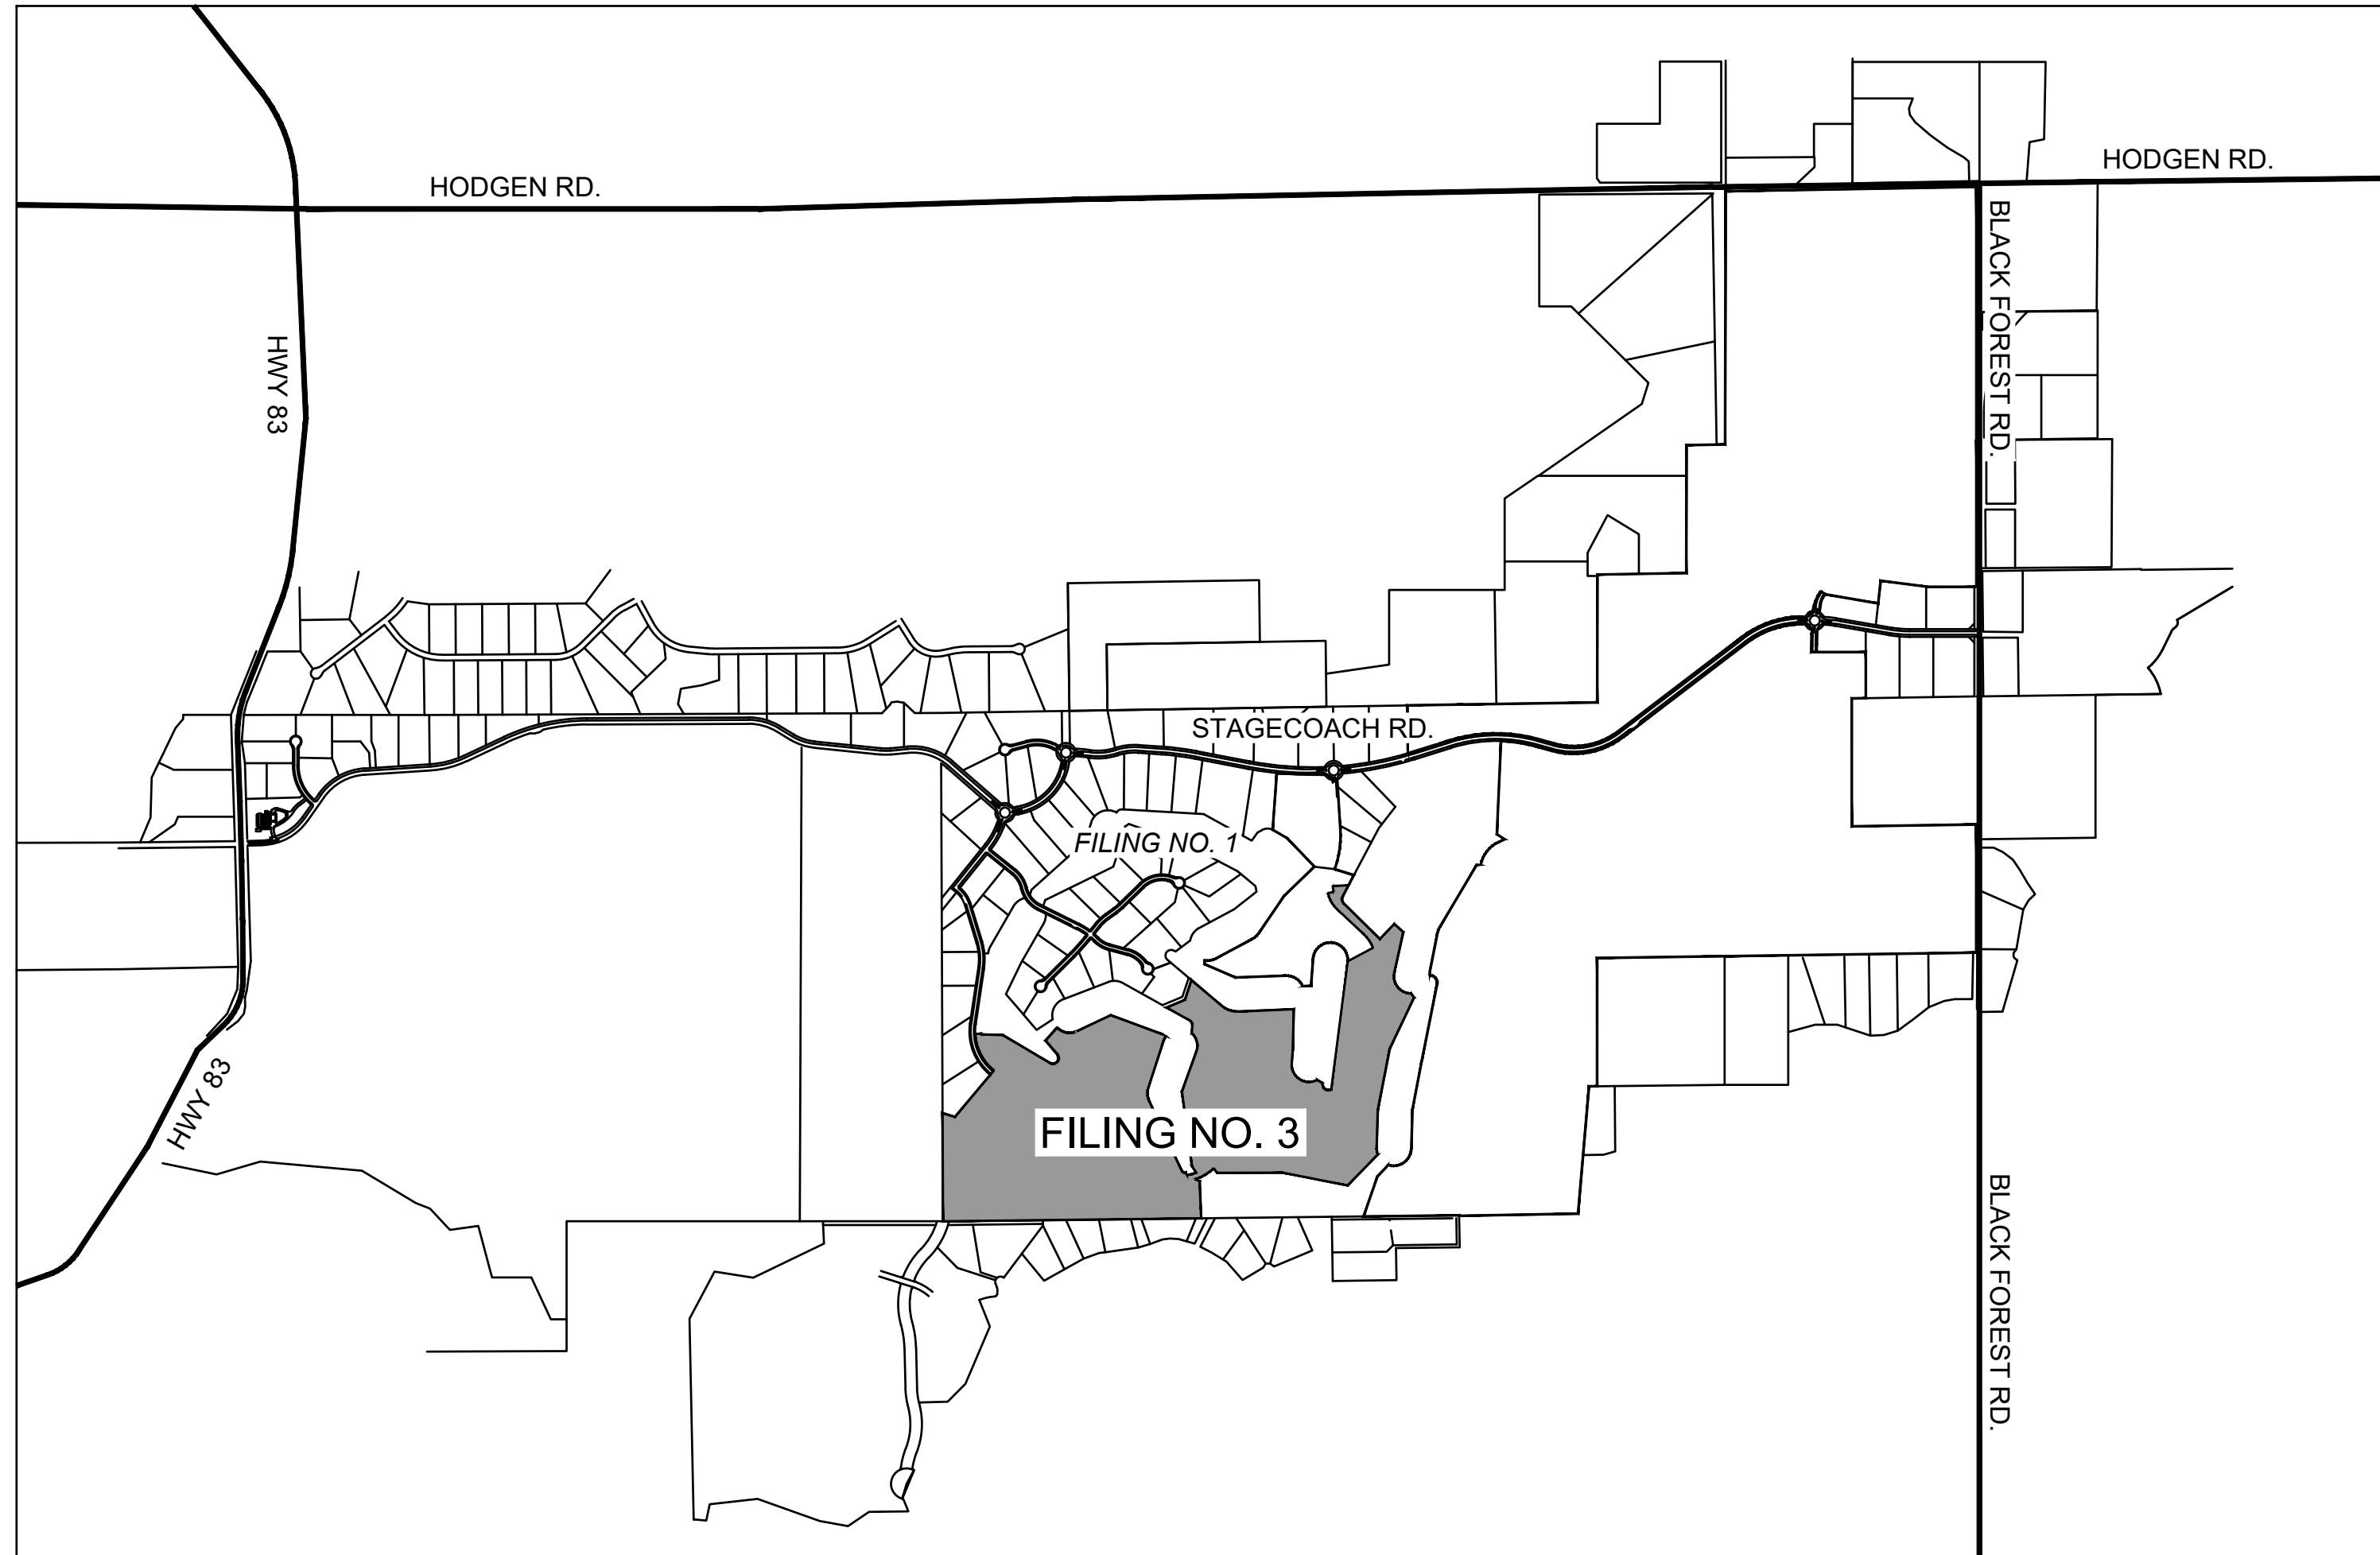 HODGEN RD.
HODGEN RD.
BLACK FOREST RD.
HWY 83
STAGECOACH RD.
FILING NO. 1
HWY 83
FILING NO. 3
BLACK FOREST RD.